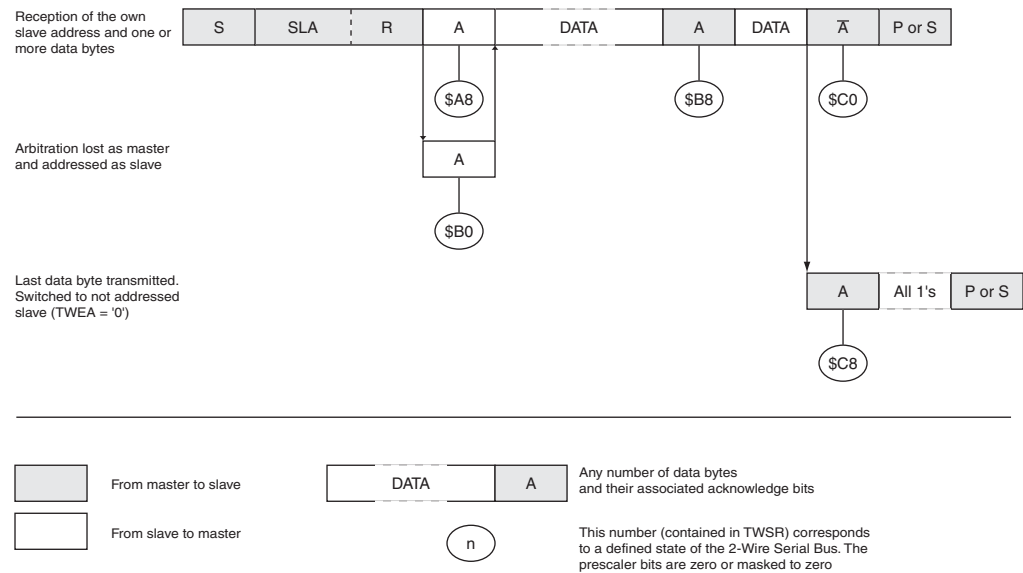 Reception of the own
slave address and one or
more data bytes
S SLA R A DATA A DATA A̅ P or S
$A8 $B8 $C0
Arbitration lost as master
and addressed as slave
A
$B0
Last data byte transmitted.
Switched to not addressed
slave (TWEA = '0')
A All 1's P or S
$C8
From master to slave
DATA A
Any number of data bytes
and their associated acknowledge bits
From slave to master
n
This number (contained in TWSR) corresponds
to a defined state of the 2-Wire Serial Bus. The
prescaler bits are zero or masked to zero